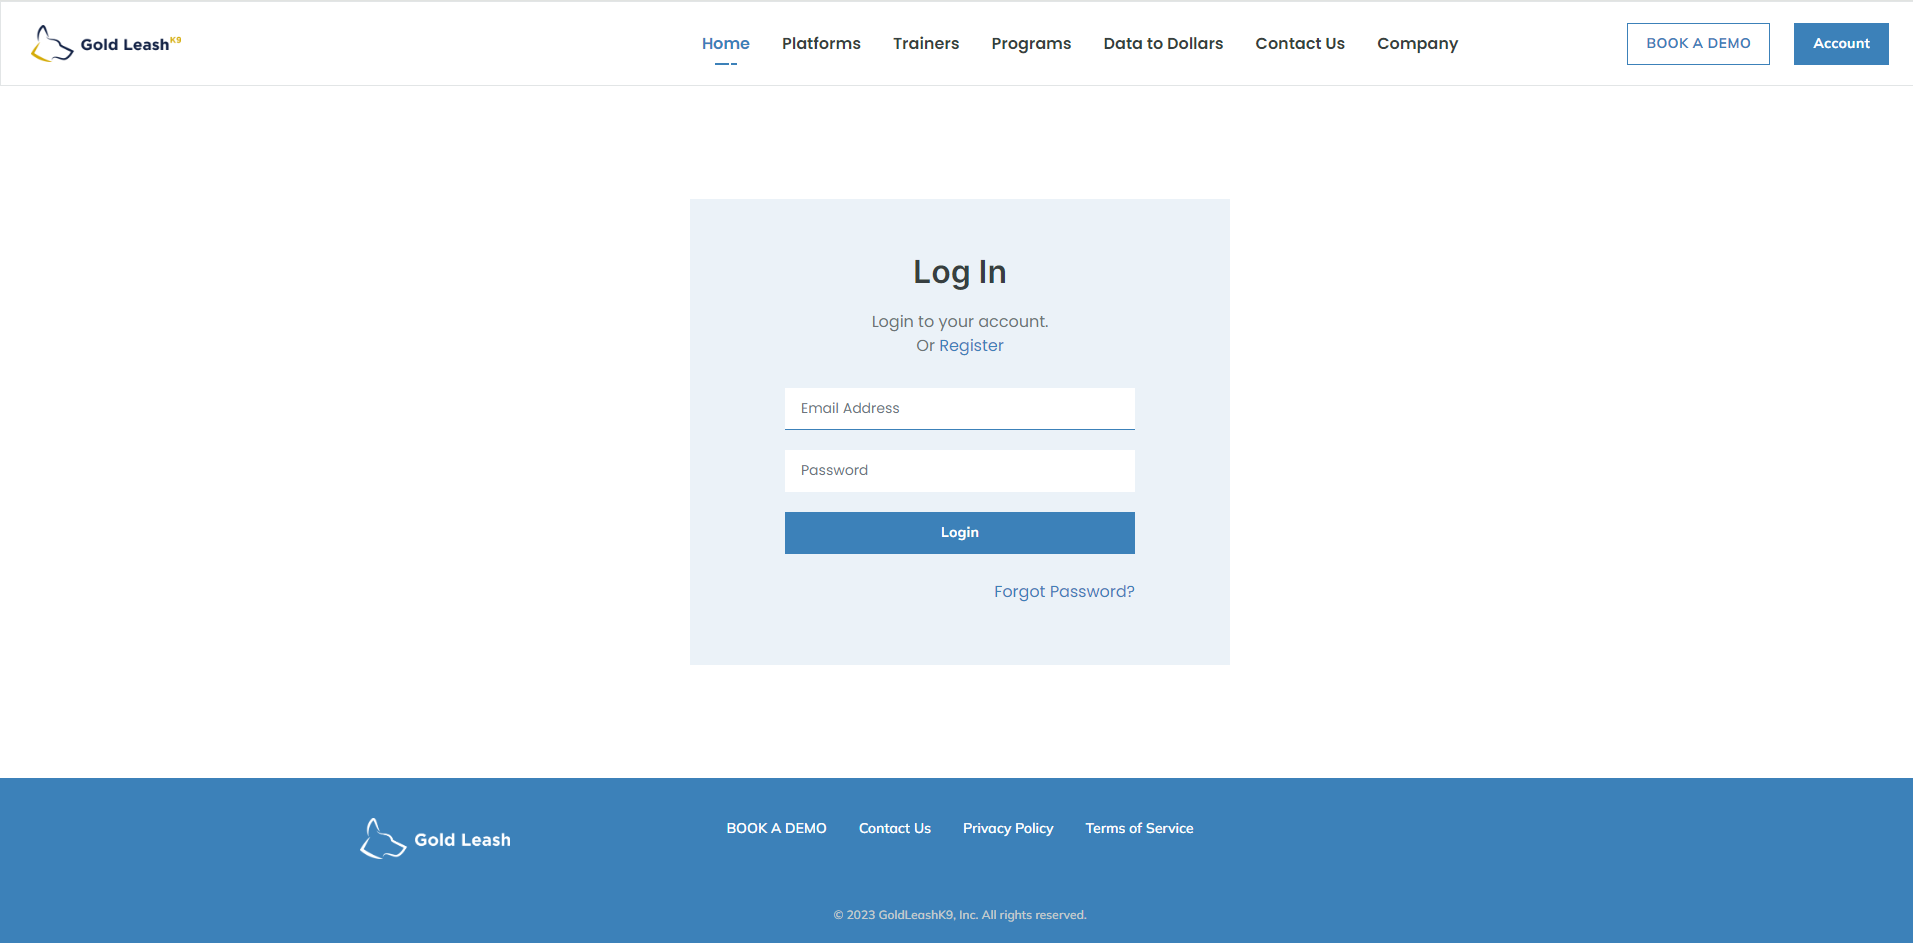 Gold Leash K9
Home Platforms Trainers Programs Data to Dollars Contact Us Company
BOOK A DEMO Account
Log In
Login to your account.
Or Register
Email Address
Password
Login
Forgot Password?
Gold Leash
BOOK A DEMO Contact Us Privacy Policy Terms of Service
© 2023 GoldLeashK9, Inc. All rights reserved.